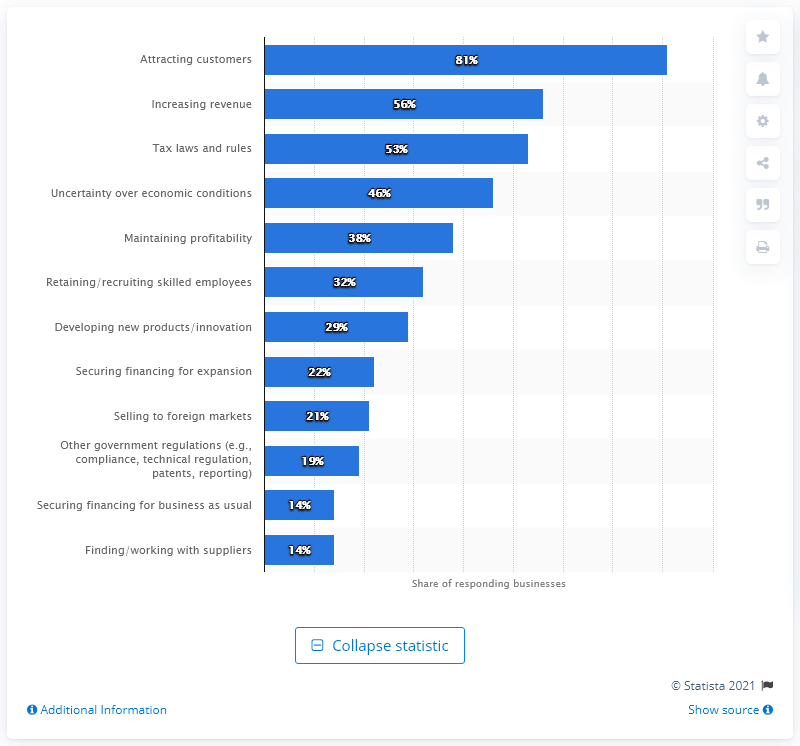 Attracting customers 81%
Increasing revenue 56%
Tax laws and rules 53%
Uncertainty over economic conditions 46%
Maintaining profitability 38%
Retaining/recruiting skilled employees 32%
Developing new products/innovation 29%
Securing financing for expansion 22%
Selling to foreign markets 21%
Other government regulations (e.g.,
compliance, technical regulation,
patents, reporting) 19%
Securing financing for business as usual 14%
Finding/working with suppliers 14%
Share of responding businesses
Collapse statistic
© Statista 2021
Additional Information Show source